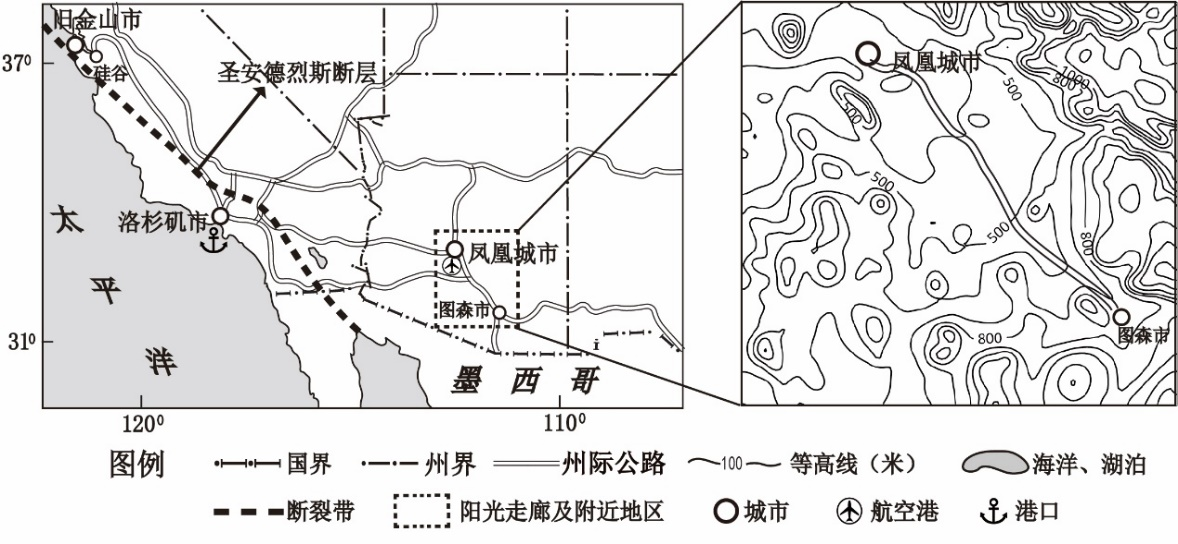 旧金山市
37⁰
硅谷
圣安德烈斯断层
太
平
洋
洛杉矶市
凤凰城市
图森市
31⁰
墨 西 哥
120⁰
110⁰
凤凰城市
500
1000
800
500
500
500
800
800
图森市
图例
国界
州界
州际公路
100
等高线（米）
海洋、湖泊
断裂带
阳光走廊及附近地区
城市
航空港
港口